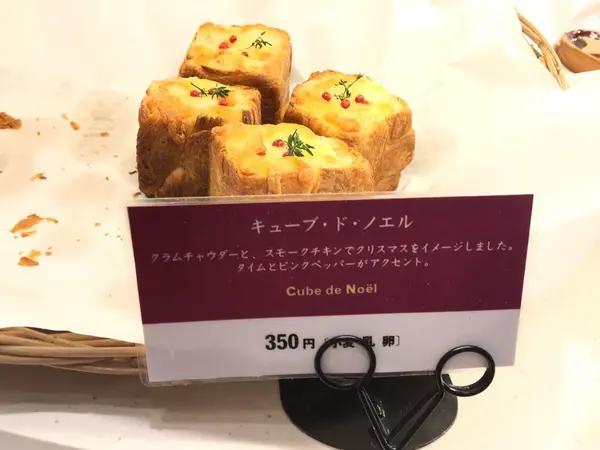 キューブ・ド・ノエル
クラムチャウダーと、スモークチキンでクリスマスをイメージしました。
タイムとピンクペッパーがアクセント。
Cube de Noël
350円 乳 卵〕